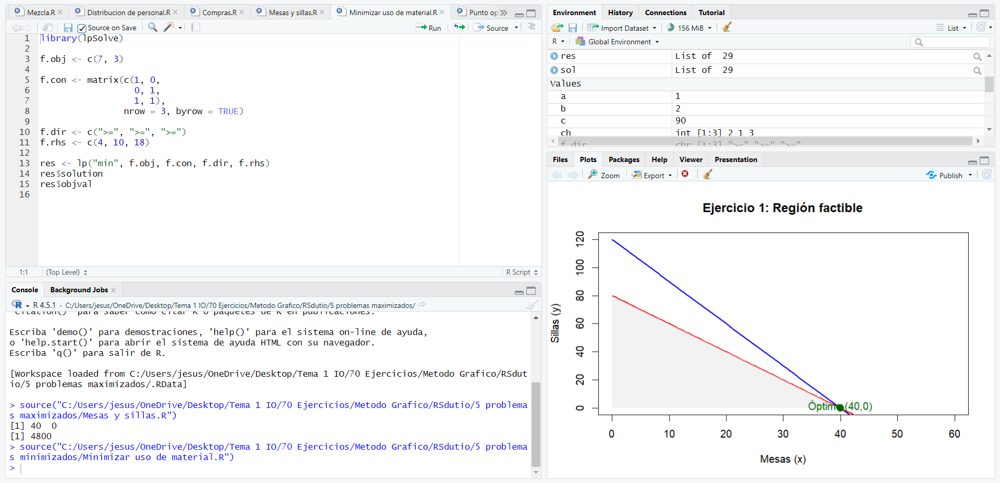 Mezcla.R Distribucion de personal.R Compras.R Mesas y sillas.R Minimizar uso de material.R Punto op
Source on Save Run Source
1 library(lpSolve)
2
3 f.obj <- c(7, 3)
4
5 f.con <- matrix(c(1, 0,
6 0, 1,
7 1, 1),
8 nrow = 3, byrow = TRUE)
9
10 f.dir <- c(">=", ">=", ">=")
11 f.rhs <- c(4, 10, 18)
12
13 res <- lp("min", f.obj, f.con, f.dir, f.rhs)
14 res$solution
15 res$objval
16
1:1 (Top Level) R Script
Console Background Jobs
R 4.5.1 · C:/Users/jesus/OneDrive/Desktop/Tema 1 IO/70 Ejercicios/Metodo Grafico/RSdutio/5 problemas maximizados/
'citation()' para saber cómo citar R o paquetes de R en publicaciones.
Escriba 'demo()' para demostraciones, 'help()' para el sistema on-line de ayuda,
o 'help.start()' para abrir el sistema de ayuda HTML con su navegador.
Escriba 'q()' para salir de R.
[Workspace loaded from C:/Users/jesus/OneDrive/Desktop/Tema 1 IO/70 Ejercicios/Metodo Grafico/RSdut
io/5 problemas maximizados/.RData]
> source("C:/Users/jesus/OneDrive/Desktop/Tema 1 IO/70 Ejercicios/Metodo Grafico/RSdutio/5 problema
s maximizados/Mesas y sillas.R")
[1] 40 0
[1] 4800
> source("C:/Users/jesus/OneDrive/Desktop/Tema 1 IO/70 Ejercicios/Metodo Grafico/RSdutio/5 problema
s minimizados/Minimizar uso de material.R")
>
Environment History Connections Tutorial
Import Dataset 156 MiB List
R Global Environment
res List of 29
sol List of 29
Values
a 1
b 2
c 90
ch int [1:3] 2 1 3
f.dir chr [1:3] ">=" ">=" ">="
Files Plots Packages Help Viewer Presentation
Zoom Export Publish
Ejercicio 1: Región factible
120
100
80
60
40
20
0
Sillas (y)
Óptimo (40,0)
0 10 20 30 40 50 60
Mesas (x)